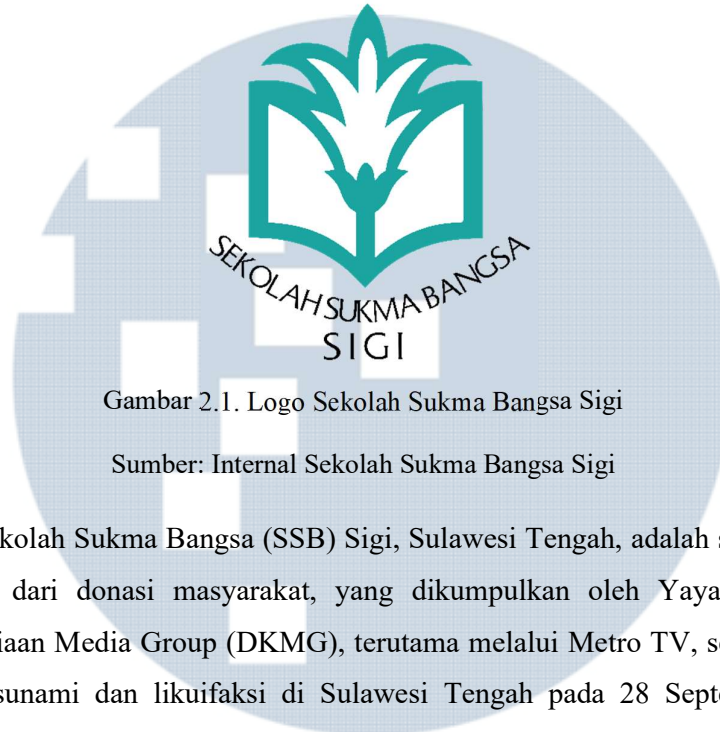 SEKOLAH SUKMA BANGSA
SIGI
Gambar 2.1. Logo Sekolah Sukma Bangsa Sigi
Sumber: Internal Sekolah Sukma Bangsa Sigi
kolah Sukma Bangsa (SSB) Sigi, Sulawesi Tengah, adalah s
dari donasi masyarakat, yang dikumpulkan oleh Yaya
iaan Media Group (DKMG), terutama melalui Metro TV, se
sunami dan likuifaksi di Sulawesi Tengah pada 28 Septe